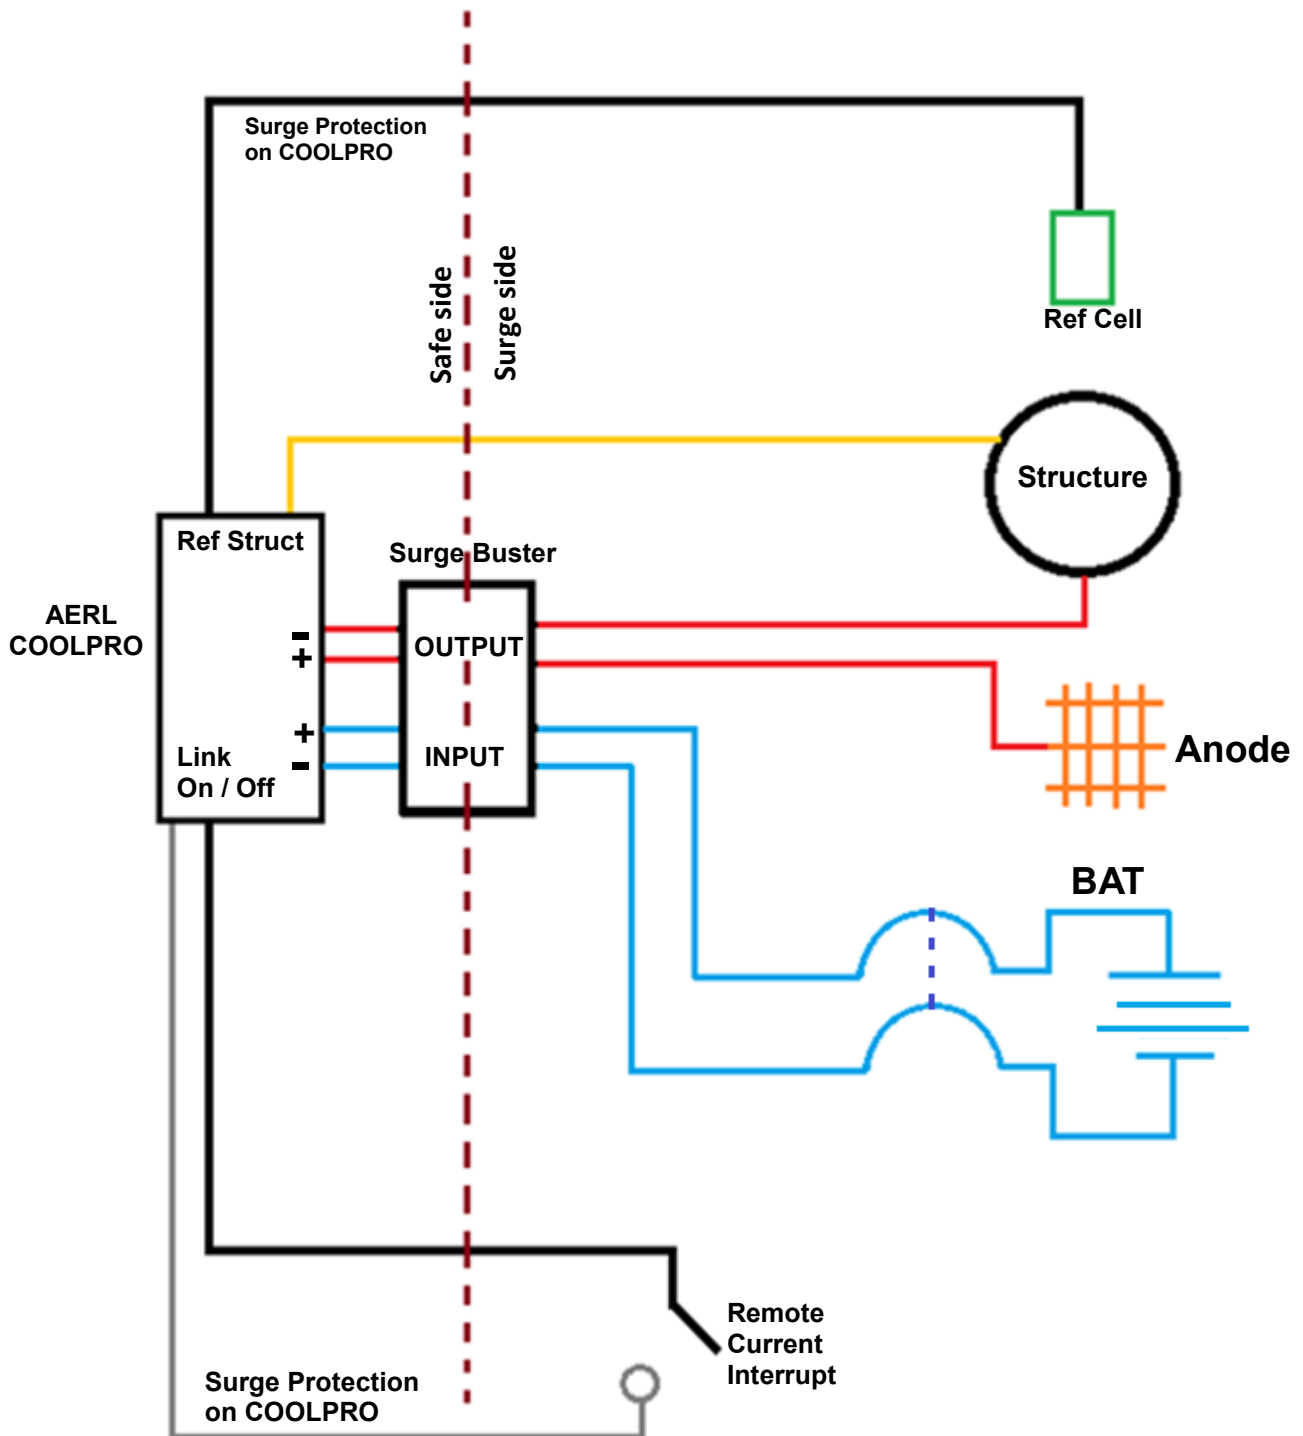 Surge Protection
on COOLPRO
Safe side
Surge side
Ref Cell
Structure
Ref Struct
Surge Buster
AERL
COOLPRO
-
+
OUTPUT
+
-
INPUT
Link
On / Off
Anode
BAT
Remote
Current
Interrupt
Surge Protection
on COOLPRO